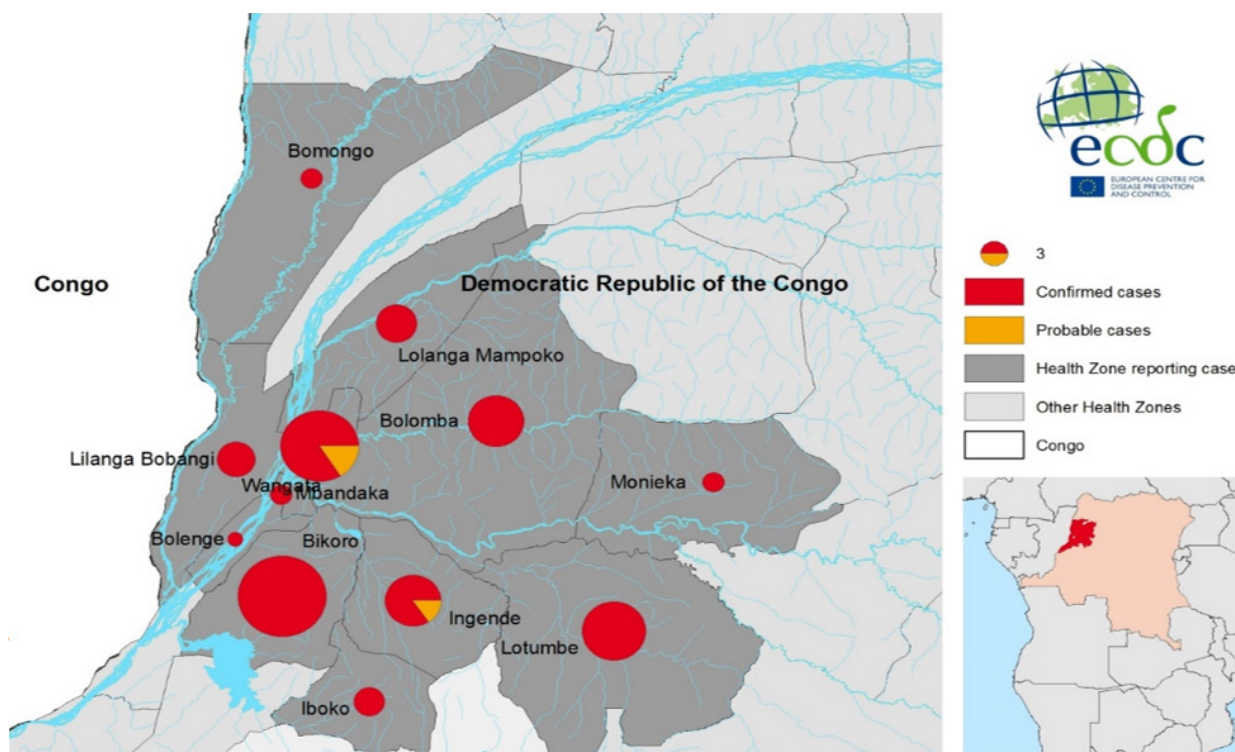 Bomongo
Congo
Democratic Republic of the Congo
Lolanga Mampoko
Bolomba
Lilanga Bobangi
Wangata
Mbandaka
Monieka
Bolenge
Bikoro
Ingende
Lotumbe
Iboko
ecdc
EUROPEAN CENTRE FOR
DISEASE PREVENTION
AND CONTROL
3
Confirmed cases
Probable cases
Health Zone reporting case
Other Health Zones
Congo